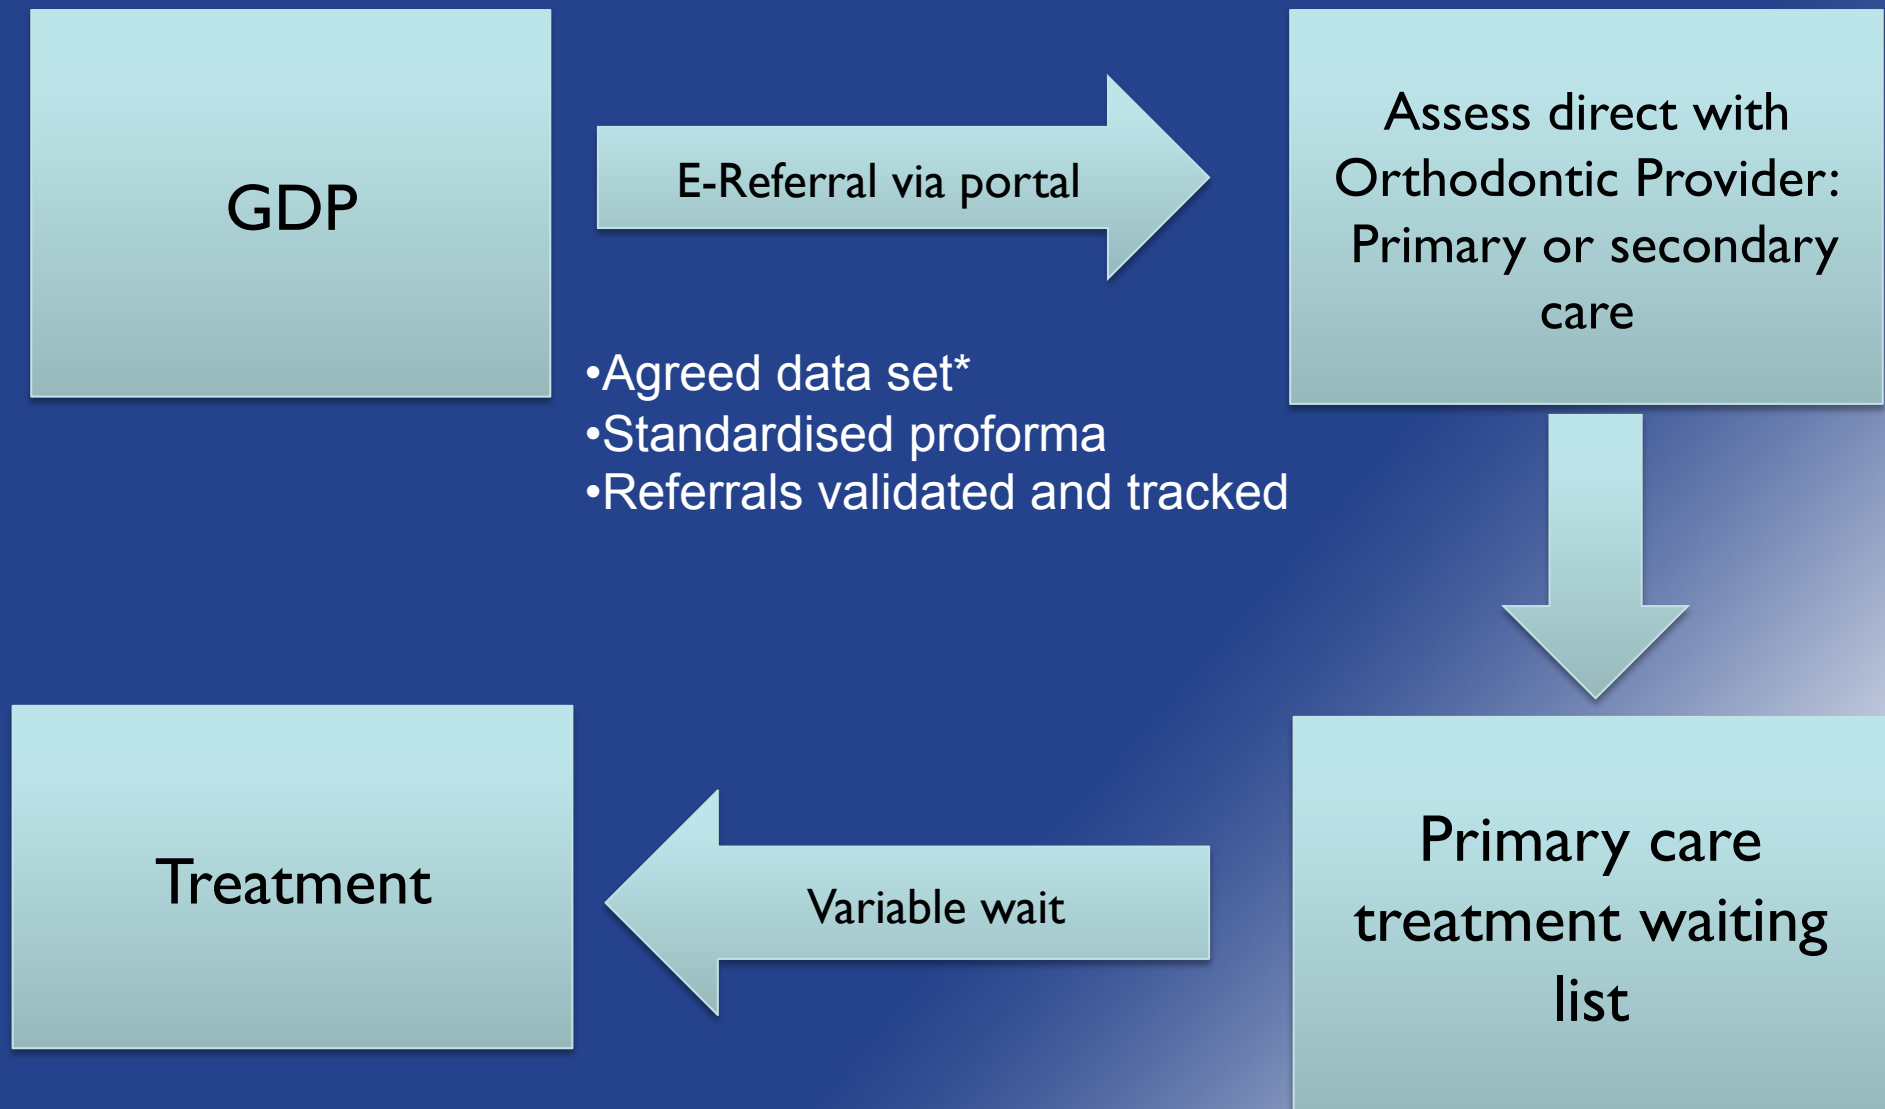 GDP
E-Referral via portal
Assess direct with
Orthodontic Provider:
Primary or secondary
care
•Agreed data set*
•Standardised proforma
•Referrals validated and tracked
Primary care
treatment waiting
list
Variable wait
Treatment